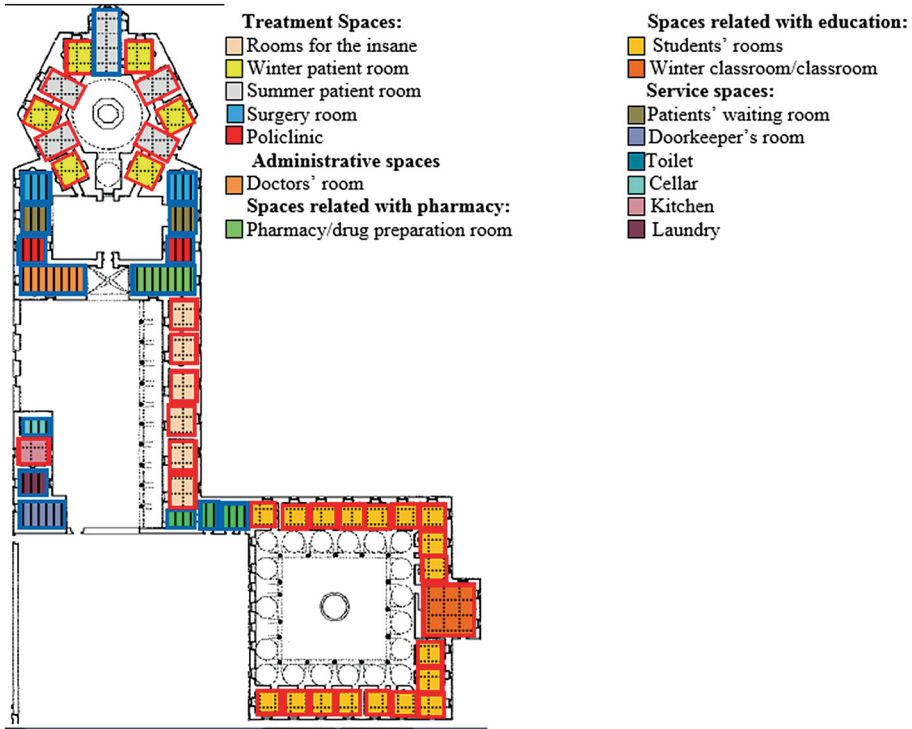 Treatment Spaces:
Rooms for the insane
Winter patient room
Summer patient room
Surgery room
Policlinic
Administrative spaces
Doctors' room
Spaces related with pharmacy:
Pharmacy/drug preparation room
Spaces related with education:
Students' rooms
Winter classroom/classroom
Service spaces:
Patients' waiting room
Doorkeeper's room
Toilet
Cellar
Kitchen
Laundry